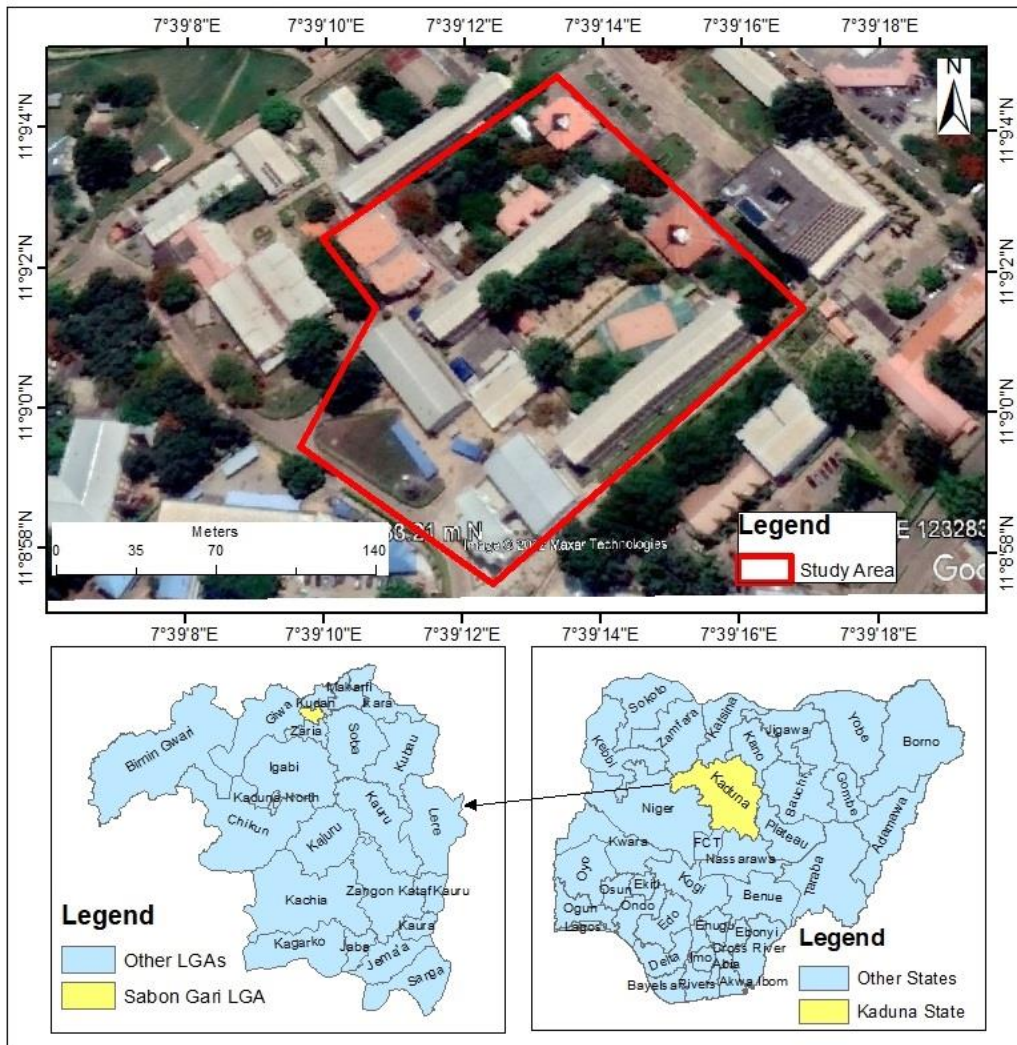 7°39'8"E 7°39'10"E 7°39'12"E 7°39'14"E 7°39'16"E 7°39'18"E
N
11°9'4"N 11°9'4"N
11°9'2"N 11°9'2"N
11°9'0"N 11°9'0"N
11°8'58"N 11°8'58"N
Meters
0 35 70 140
21 m N
Maxar Technologies
E 123283
Goo
Legend
Study Area
7°39'8"E 7°39'10"E 7°39'12"E 7°39'14"E 7°39'16"E 7°39'18"E
Makarfi
Kudan
Ikara
Giwa
Zaria
Soba
Kubau
Birnin Gwari
Igabi
Kaduna North
Chikun
Kajuru
Kauru
Lere
Kachia
Zangon Kataf
Kauru
Kaura
Kagarko
Jaba
Jema'a
Sanga
Legend
Other LGAs
Sabon Gari LGA
Sokoto
Zamfara
Katsina
Kano
Jigawa
Yobe
Borno
Kebbi
Kaduna
Bauchi
Gombe
Adamawa
Niger
Plateau
Kwara
FCT
Nassarawa
Taraba
Oyo
Osun
Ekiti
Kogi
Benue
Ogun
Ondo
Edo
Enugu
Ebonyi
Lagos
Cross River
Delta
Imo
Abia
Bayelsa
Rivers
Akwa Ibom
Legend
Other States
Kaduna State